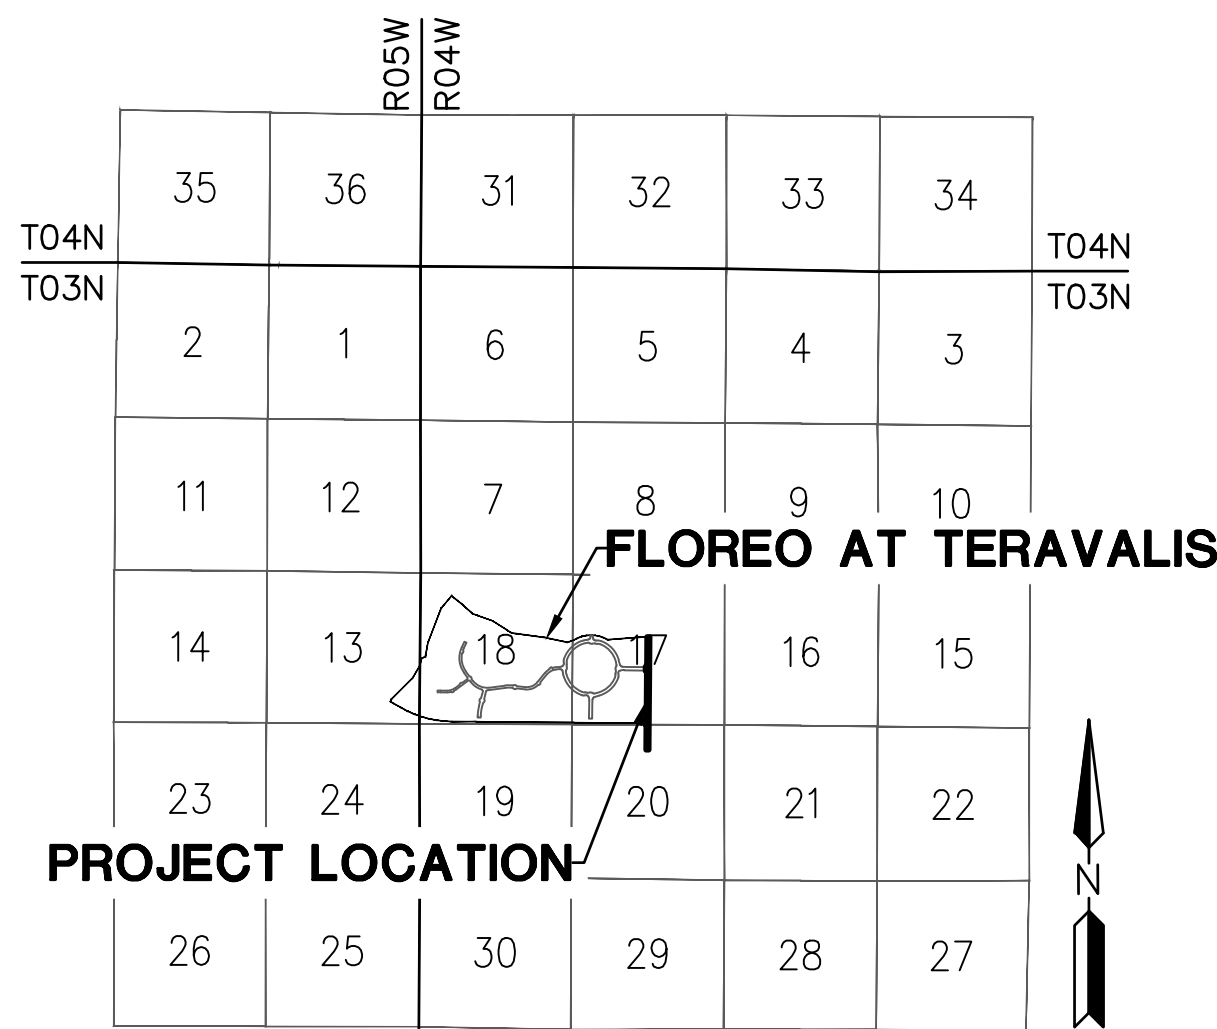 R05W
R04W
35 36 31 32 33 34
T04N
T04N
T03N
T03N
2 1 6 5 4 3
11 12 7 8 9 10
FLOREO AT TERAVALIS
14 13 18 17 16 15
23 24 19 20 21 22
PROJECT LOCATION
N
26 25 30 29 28 27